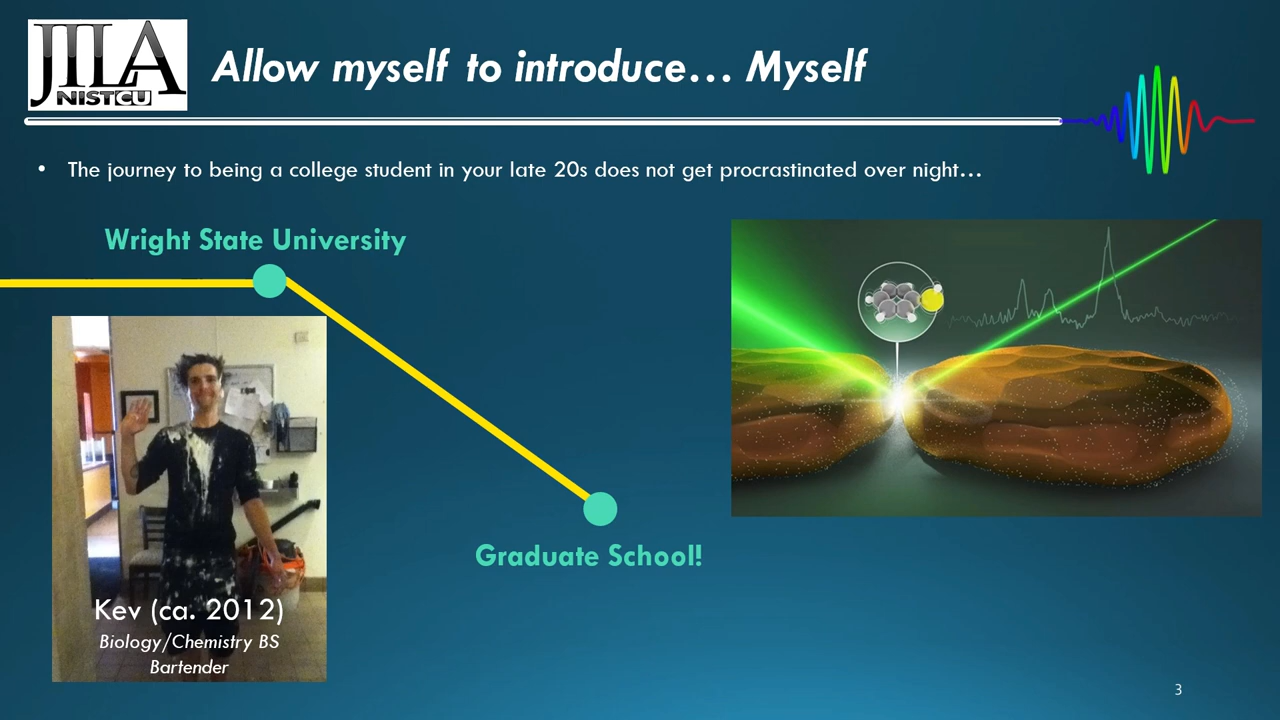 JILA
NIST CU
Allow myself to introduce… Myself
• The journey to being a college student in your late 20s does not get procrastinated over night…
Wright State University
Graduate School!
Kev (ca. 2012)
Biology/Chemistry BS
Bartender
3